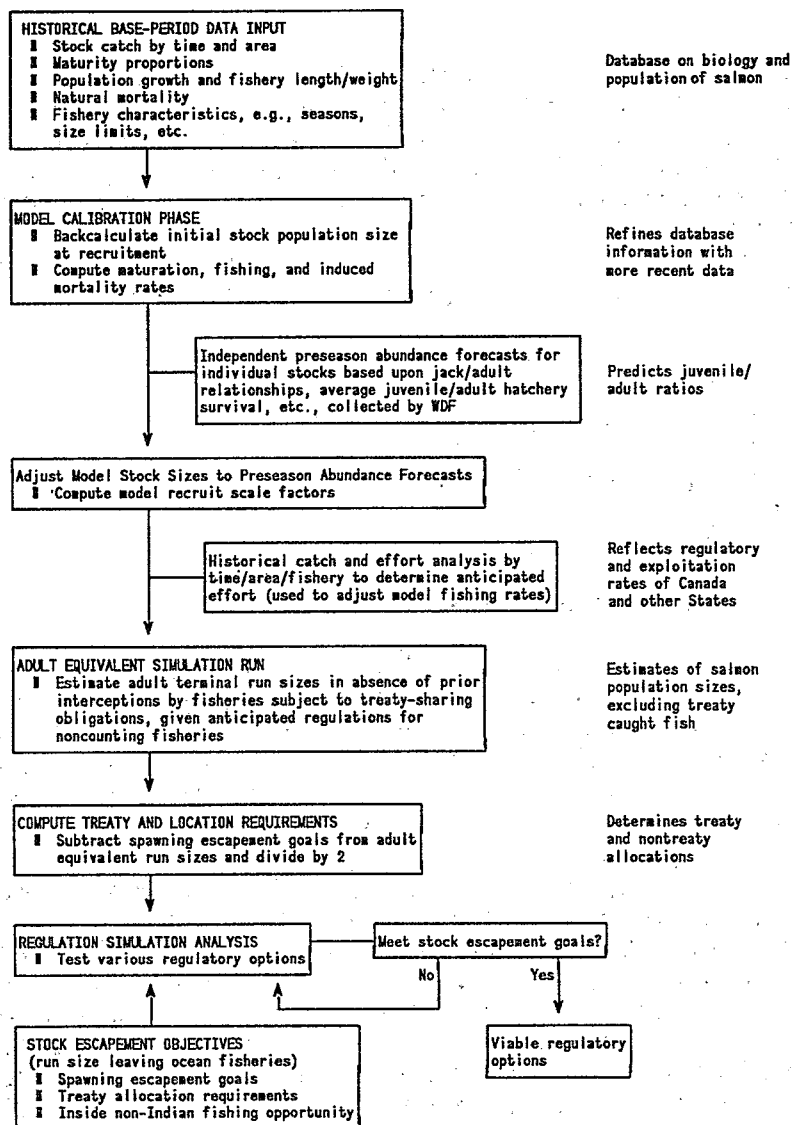 HISTORICAL BASE-PERIOD DATA INPUT
Stock catch by time and area
Maturity proportions
Population growth and fishery length/weight
Natural mortality
Fishery characteristics, e.g., seasons,
size limits, etc.
Database on biology and
population of salmon
MODEL CALIBRATION PHASE
Backcalculate initial stock population size
at recruitment
Compute maturation, fishing, and induced
mortality rates
Refines database
information with
more recent data
Independent preseason abundance forecasts for
individual stocks based upon jack/adult
relationships, average juvenile/adult hatchery
survival, etc., collected by WDF
Predicts juvenile/
adult ratios
Adjust Model Stock Sizes to Preseason Abundance Forecasts
Compute model recruit scale factors
Historical catch and effort analysis by
time/area/fishery to determine anticipated
effort (used to adjust model fishing rates)
Reflects regulatory
and exploitation
rates of Canada
and other States
ADULT EQUIVALENT SIMULATION RUN
Estimate adult terminal run sizes in absence of prior
interceptions by fisheries subject to treaty-sharing
obligations, given anticipated regulations for
noncounting fisheries
Estimates of salmon
population sizes,
excluding treaty
caught fish
COMPUTE TREATY AND LOCATION REQUIREMENTS
Subtract spawning escapement goals from adult
equivalent run sizes and divide by 2
Determines treaty
and nontreaty
allocations
REGULATION SIMULATION ANALYSIS
Test various regulatory options
Meet stock escapement goals?
No
Yes
STOCK ESCAPEMENT OBJECTIVES
(run size leaving ocean fisheries)
Spawning escapement goals
Treaty allocation requirements
Inside non-Indian fishing opportunity
Viable regulatory
options